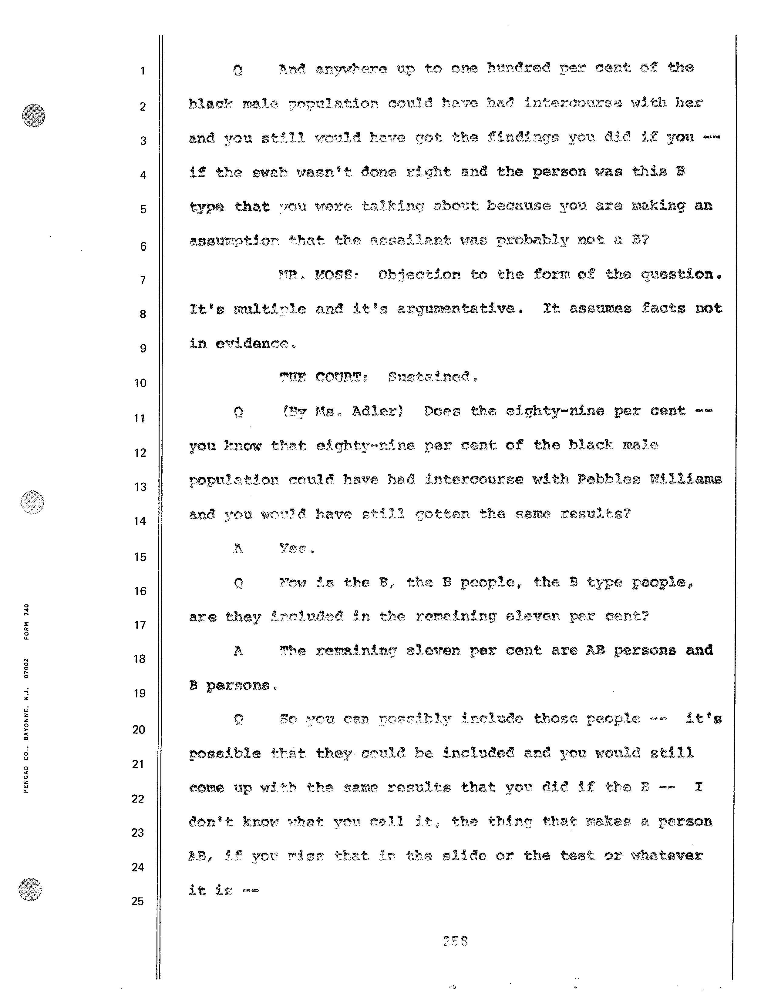 1 Q And anywhere up to one hundred per cent of the
2 black male population could have had intercourse with her
3 and you still would have got the findings you did if you --
4 if the swab wasn't done right and the person was this B
5 type that you were talking about because you are making an
6 assumption that the assailant was probably not a B?
7 MR. MOSS: Objection to the form of the question.
8 It's multiple and it's argumentative. It assumes facts not
9 in evidence.
10 THE COURT: Sustained.
11 Q (By Ms. Adler) Does the eighty-nine per cent --
12 you know that eighty-nine per cent of the black male
13 population could have had intercourse with Pebbles Williams
14 and you would have still gotten the same results?
15 A Yes.
16 Q Now is the B, the B people, the B type people,
17 are they included in the remaining eleven per cent?
18 A The remaining eleven per cent are AB persons and
19 B persons.
20 Q So you can possibly include those people -- it's
21 possible that they could be included and you would still
22 come up with the same results that you did if the B -- I
23 don't know what you call it, the thing that makes a person
24 AB, if you miss that in the slide or the test or whatever
25 it is --
258
PENGAD CO., BAYONNE, N.J. 07002 FORM 740